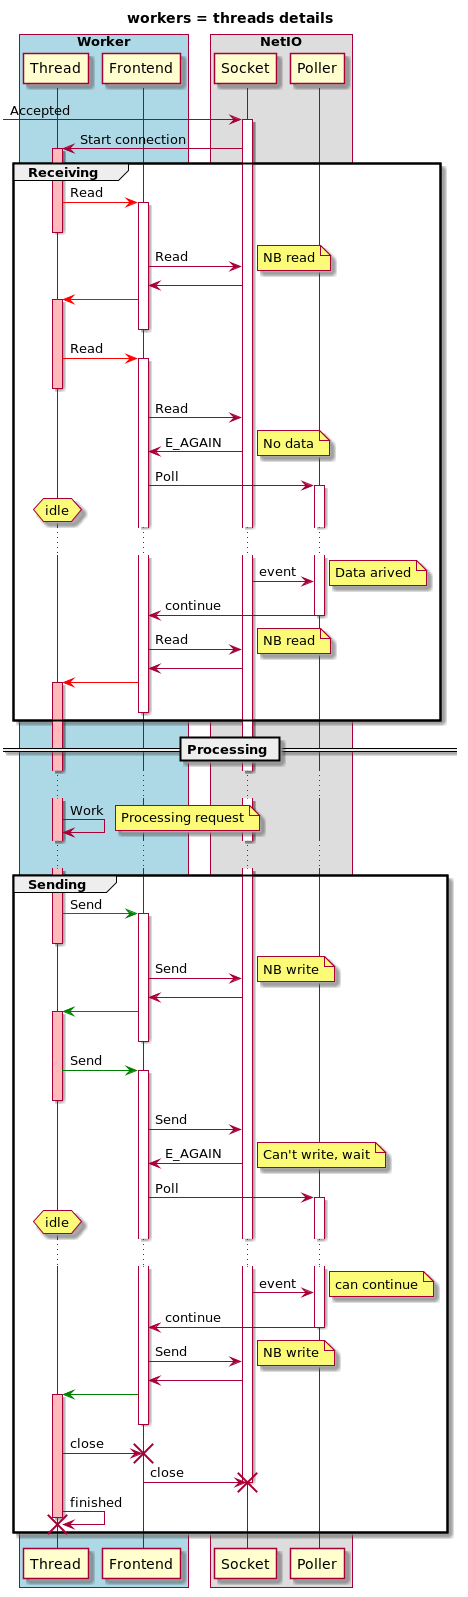 workers = threads details
Worker
NetIO
Thread
Frontend
Socket
Poller
Accepted
Start connection
Receiving
Read
Read
NB read
Read
Read
E_AGAIN
No data
Poll
idle
event
Data arived
continue
Read
NB read
Processing
Work
Processing request
Sending
Send
Send
NB write
Send
Send
E_AGAIN
Can't write, wait
Poll
idle
event
can continue
continue
Send
NB write
close
close
finished
Thread
Frontend
Socket
Poller